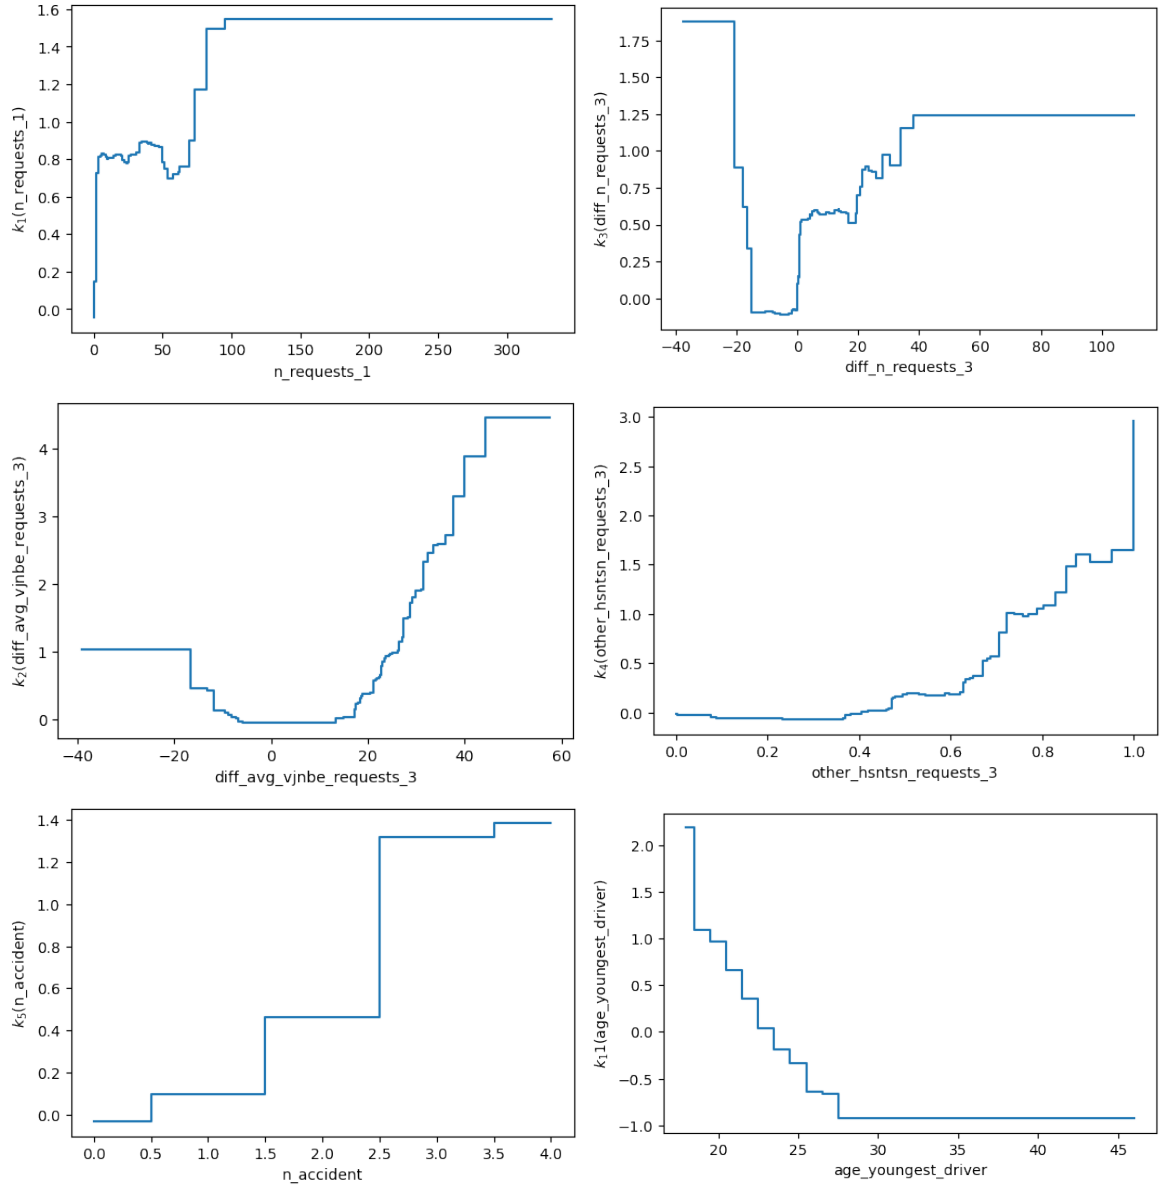 1.6
1.4
1.2
1.0
0.8
0.6
0.4
0.2
0.0
k₁(n_requests_1)
0 50 100 150 200 250 300
n_requests_1
1.75
1.50
1.25
1.00
0.75
0.50
0.25
0.00
k₃(diff_n_requests_3)
−40 −20 0 20 40 60 80 100
diff_n_requests_3
4
3
2
1
0
k₂(diff_avg_vjnbe_requests_3)
−40 −20 0 20 40 60
diff_avg_vjnbe_requests_3
3.0
2.5
2.0
1.5
1.0
0.5
0.0
k₄(other_hsntsn_requests_3)
0.0 0.2 0.4 0.6 0.8 1.0
other_hsntsn_requests_3
1.4
1.2
1.0
0.8
0.6
0.4
0.2
0.0
k₅(n_accident)
0.0 0.5 1.0 1.5 2.0 2.5 3.0 3.5 4.0
n_accident
2.0
1.5
1.0
0.5
0.0
−0.5
−1.0
k₁1(age_youngest_driver)
20 25 30 35 40 45
age_youngest_driver